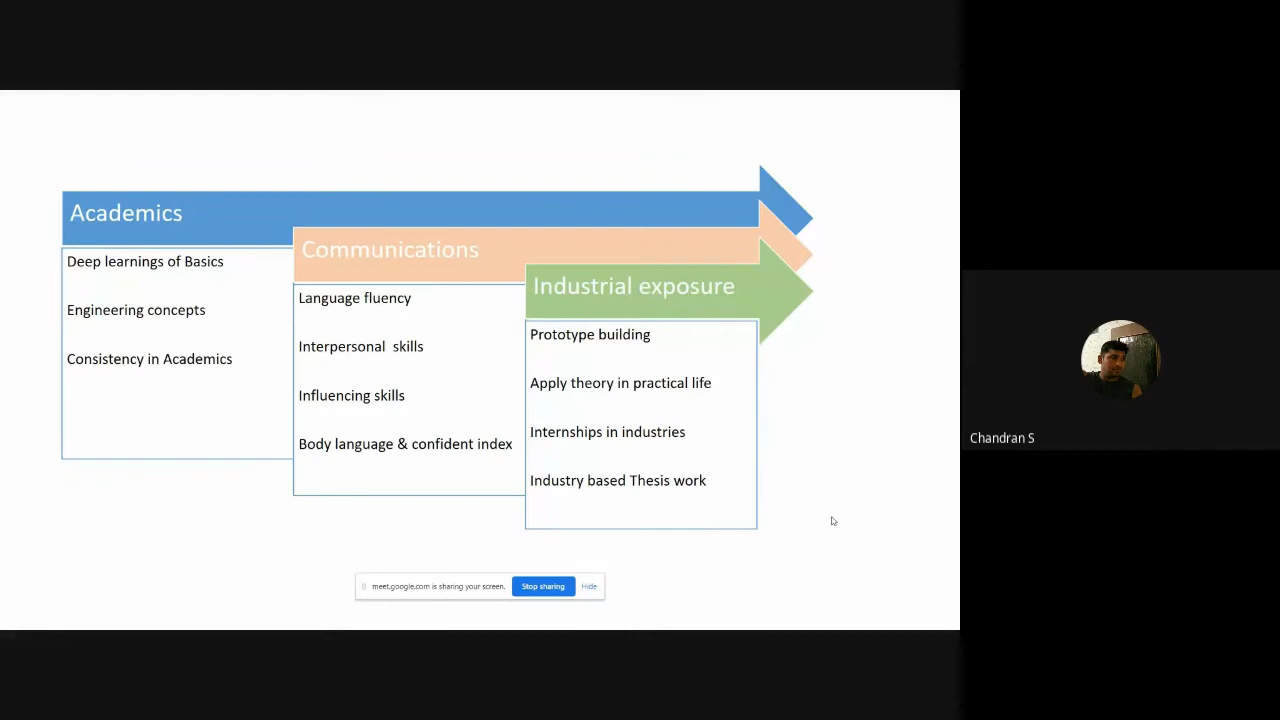 Academics
Deep learnings of Basics
Engineering concepts
Consistency in Academics
Communications
Language fluency
Interpersonal  skills
Influencing skills
Body language & confident index
Industrial exposure
Prototype building
Apply theory in practical life
Internships in industries
Industry based Thesis work
meet.google.com is sharing your screen. Stop sharing Hide
Chandran S